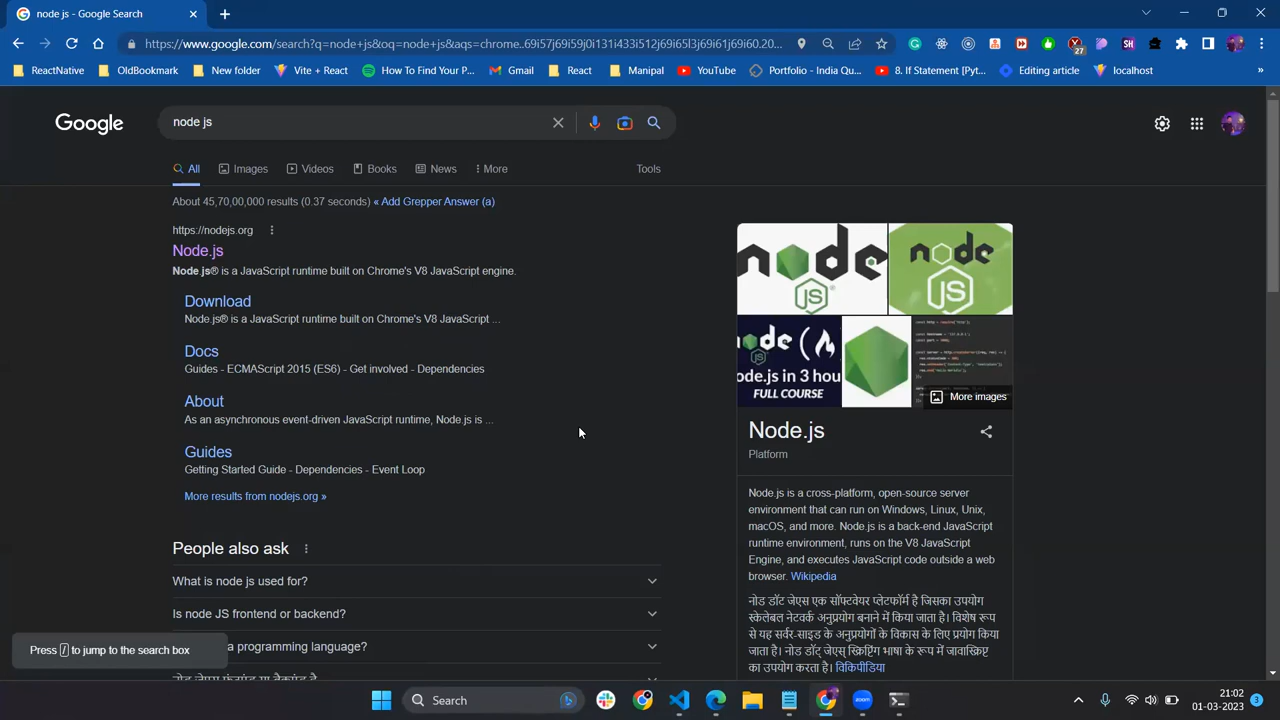 node js - Google Search
https://www.google.com/search?q=node+js&oq=node+js&aqs=chrome..69i57j69i59j0i131i433i512j69i65l3j69i61j69i60.20...
ReactNative OldBookmark New folder Vite + React How To Find Your P... Gmail React Manipal YouTube Portfolio - India Qu... 8. If Statement [Pyt... Editing article localhost »
Google
node js
All Images Videos Books News More Tools
About 45,70,00,000 results (0.37 seconds) « Add Grepper Answer (a)
https://nodejs.org
Node.js
Node js® is a JavaScript runtime built on Chrome's V8 JavaScript engine.
Download
Node.js® is a JavaScript runtime built on Chrome's V8 JavaScript ...
Docs
Guides - ECMAScript 2015 (ES6) - Get involved - Dependencies
About
As an asynchronous event-driven JavaScript runtime, Node.js is ...
Guides
Getting Started Guide - Dependencies - Event Loop
More results from nodejs.org »
People also ask
What is node js used for?
Is node JS frontend or backend?
a programming language?
Press / to jump to the search box
node
JS
node
JS
node
ode.js in 3 hou
FULL COURSE
More images
Node.js
Platform
Node.js is a cross-platform, open-source server
environment that can run on Windows, Linux, Unix,
macOS, and more. Node.js is a back-end JavaScript
runtime environment, runs on the V8 JavaScript
Engine, and executes JavaScript code outside a web
browser. Wikipedia
नोड डॉट जेएस एक सॉफ्टवेयर प्लेटफॉर्म है जिसका उपयोग
स्केलेबल नेटवर्क अनुप्रयोग बनाने में किया जाता है। विशेष रूप
से यह सर्वर-साइड के अनुप्रयोगों के विकास के लिए प्रयोग किया
जाता है। नोड डॉट् जेएस् स्क्रिप्टिंग भाषा के रूप में जावास्क्रिप्ट
का उपयोग करता है। विकिपीडिया
Search
zoom
21:02
01-03-2023
3